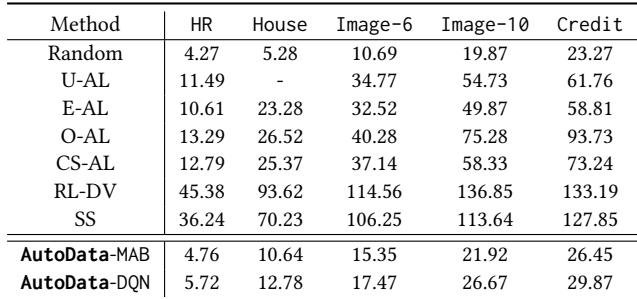 Method HR House Image-6 Image-10 Credit
Random 4.27 5.28 10.69 19.87 23.27
U-AL 11.49 - 34.77 54.73 61.76
E-AL 10.61 23.28 32.52 49.87 58.81
O-AL 13.29 26.52 40.28 75.28 93.73
CS-AL 12.79 25.37 37.14 58.33 73.24
RL-DV 45.38 93.62 114.56 136.85 133.19
SS 36.24 70.23 106.25 113.64 127.85
AutoData-MAB 4.76 10.64 15.35 21.92 26.45
AutoData-DQN 5.72 12.78 17.47 26.67 29.87